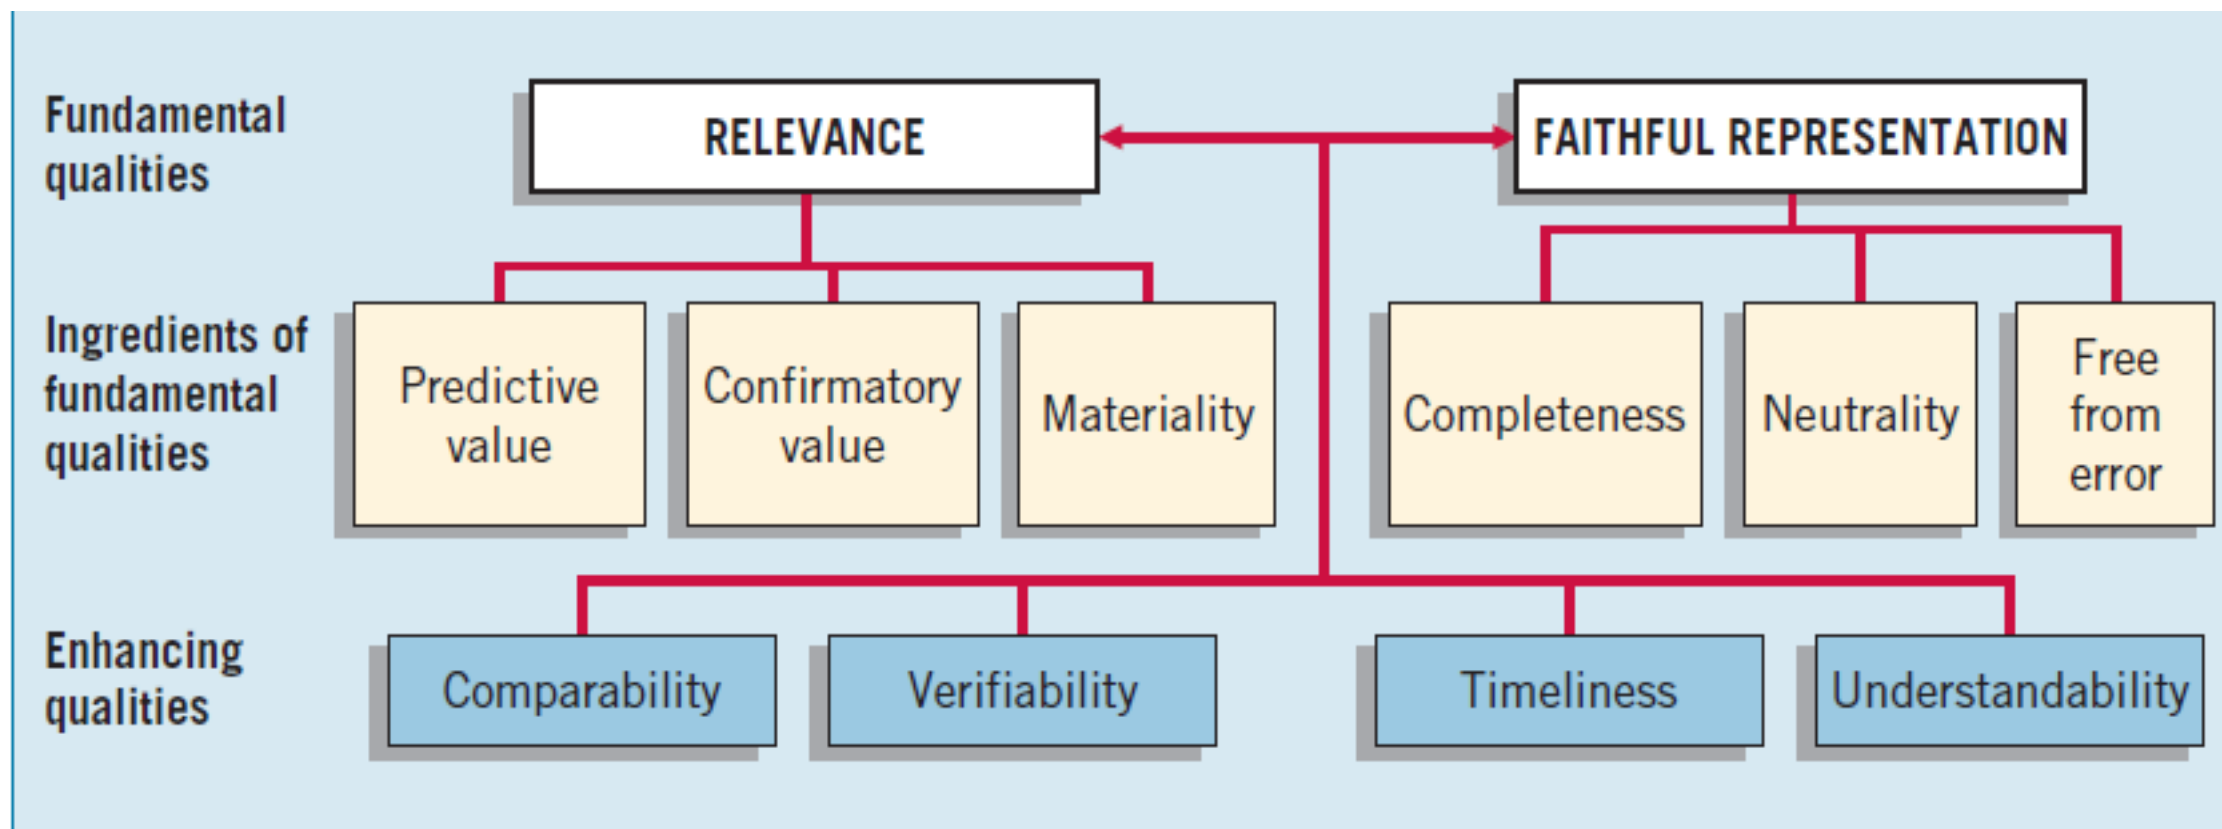 Fundamental
qualities
RELEVANCE
FAITHFUL REPRESENTATION
Ingredients of
fundamental
qualities
Predictive
value
Confirmatory
value
Materiality
Completeness
Neutrality
Free
from
error
Enhancing
qualities
Comparability
Verifiability
Timeliness
Understandability